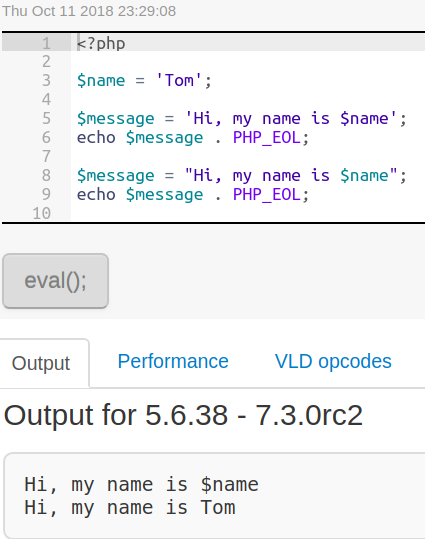 Thu Oct 11 2018 23:29:08
1 <?php
2
3 $name = 'Tom';
4
5 $message = 'Hi, my name is $name';
6 echo $message . PHP_EOL;
7
8 $message = "Hi, my name is $name";
9 echo $message . PHP_EOL;
10
eval();
Output Performance VLD opcodes
Output for 5.6.38 - 7.3.0rc2
Hi, my name is $name
Hi, my name is Tom